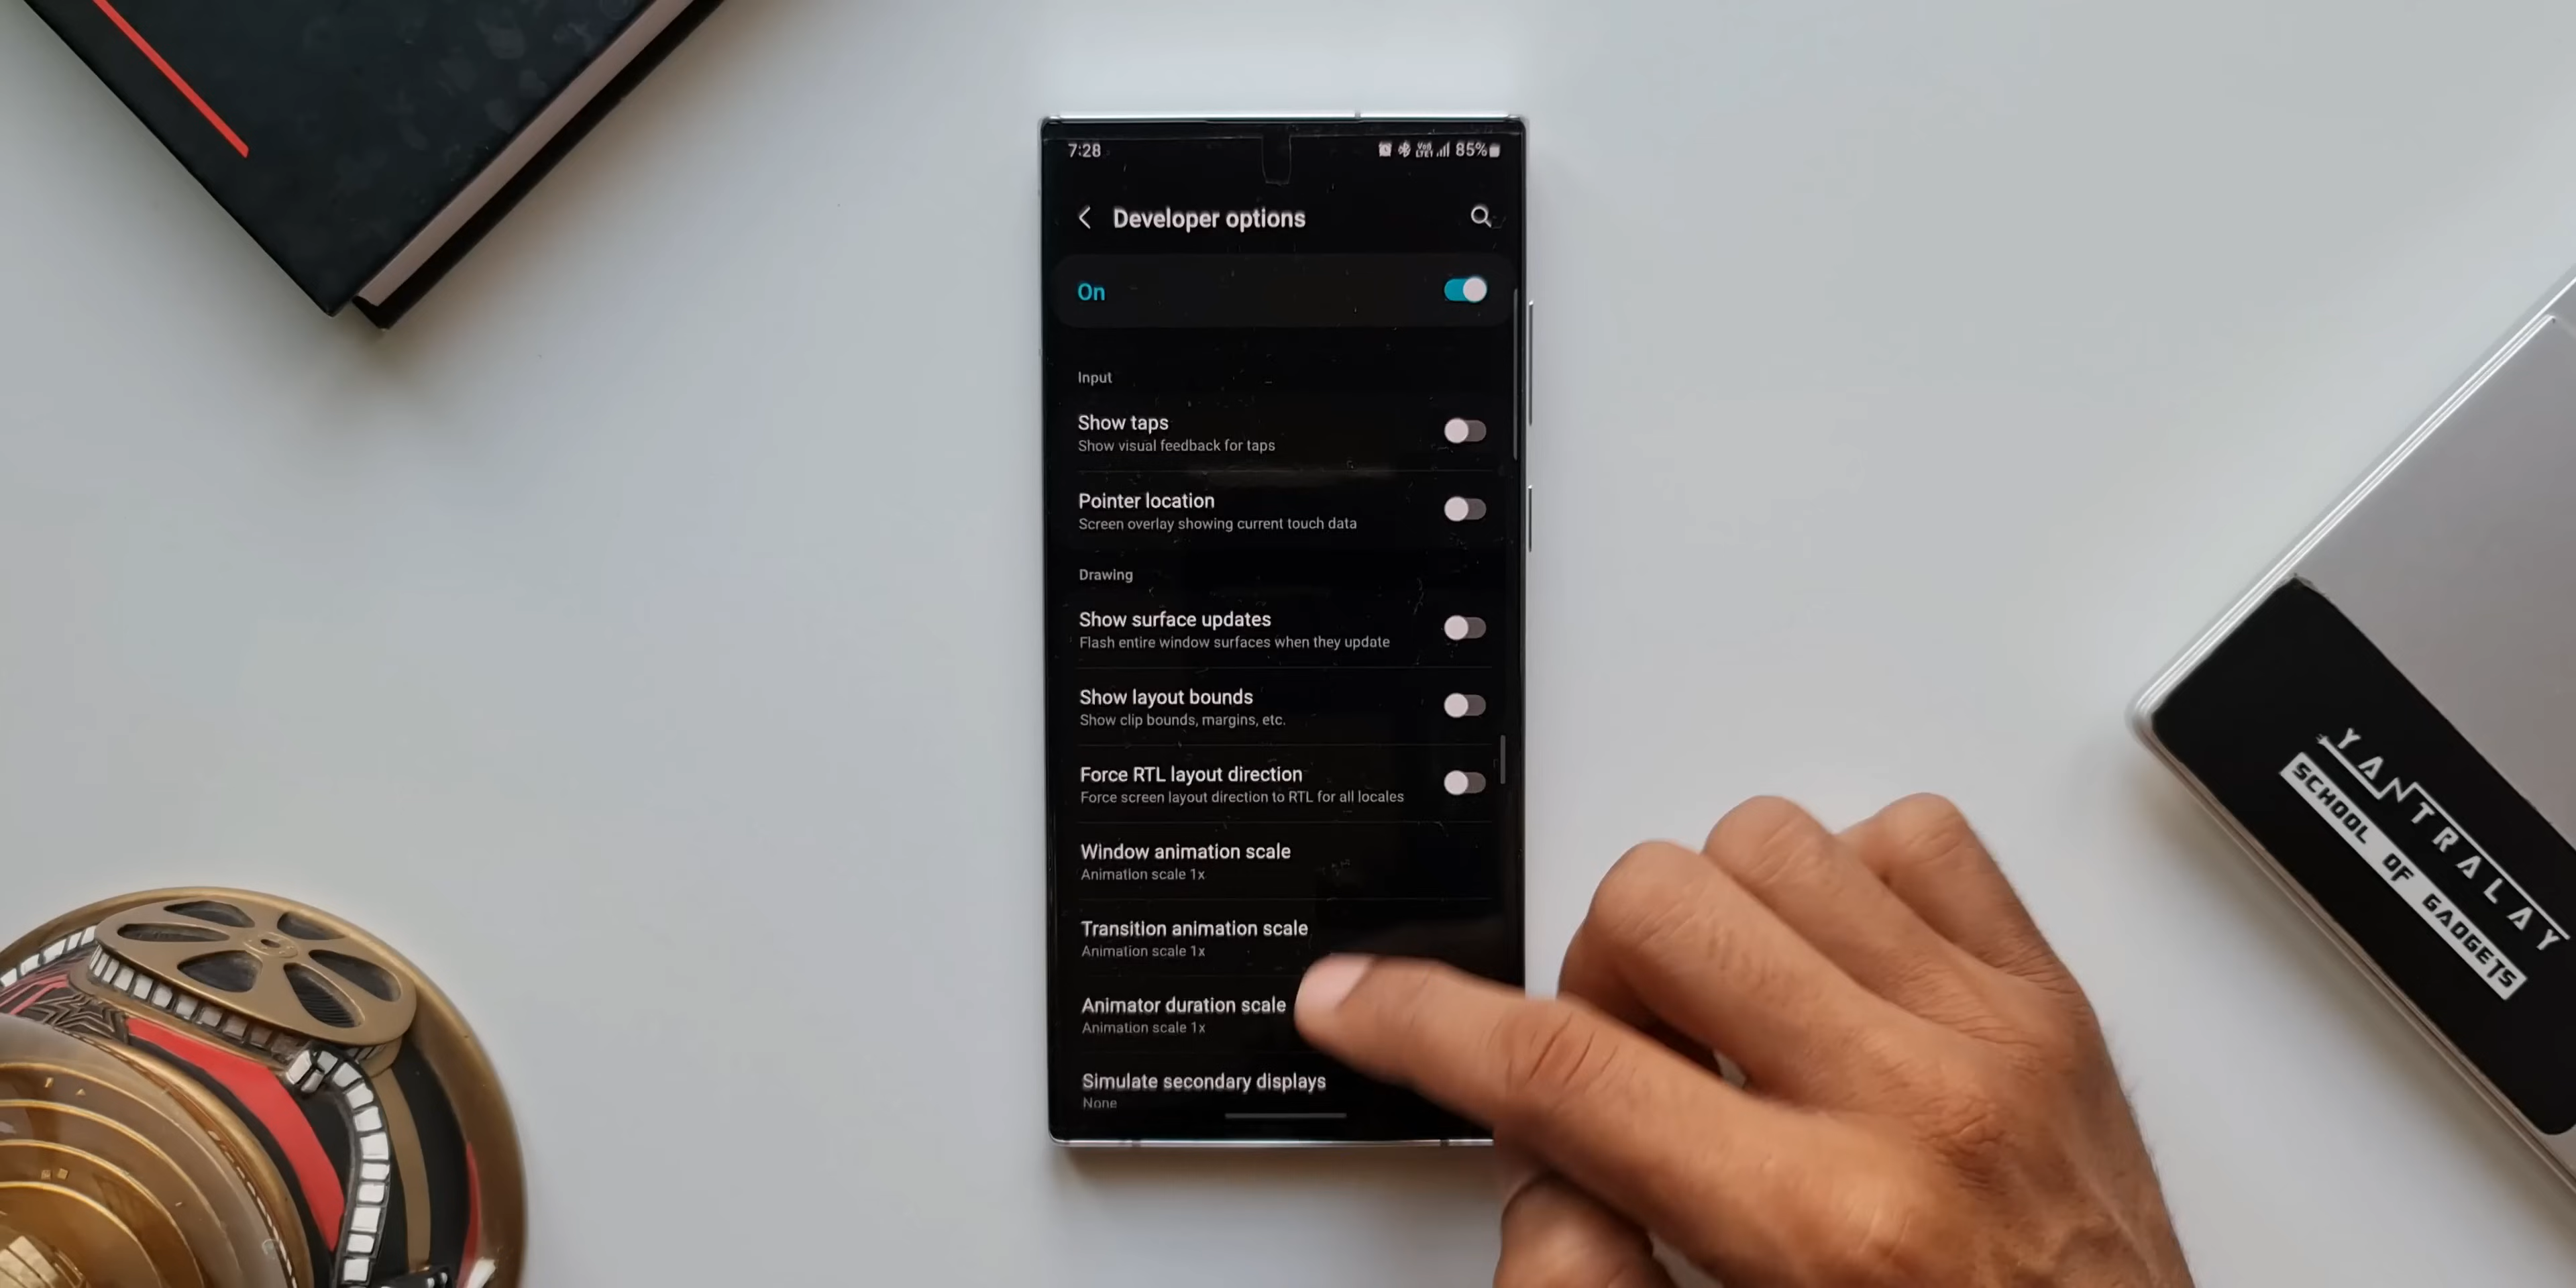 7:28
85%
Developer options
On
Input
Show taps
Show visual feedback for taps
Pointer location
Screen overlay showing current touch data
Drawing
Show surface updates
Flash entire window surfaces when they update
Show layout bounds
Show clip bounds, margins, etc.
Force RTL layout direction
Force screen layout direction to RTL for all locales
Window animation scale
Animation scale 1x
Transition animation scale
Animation scale 1x
Animator duration scale
Animation scale 1x
Simulate secondary displays
None
YANTRALAY
SCHOOL OF GADGETS